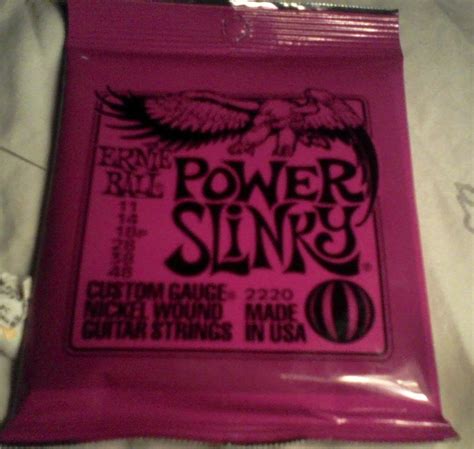 ERNIE
BALL
POWER
SLINKY®
11
14
18P
28
38
48
CUSTOM GAUGE® 2220
NICKEL WOUND
GUITAR STRINGS
MADE
IN USA